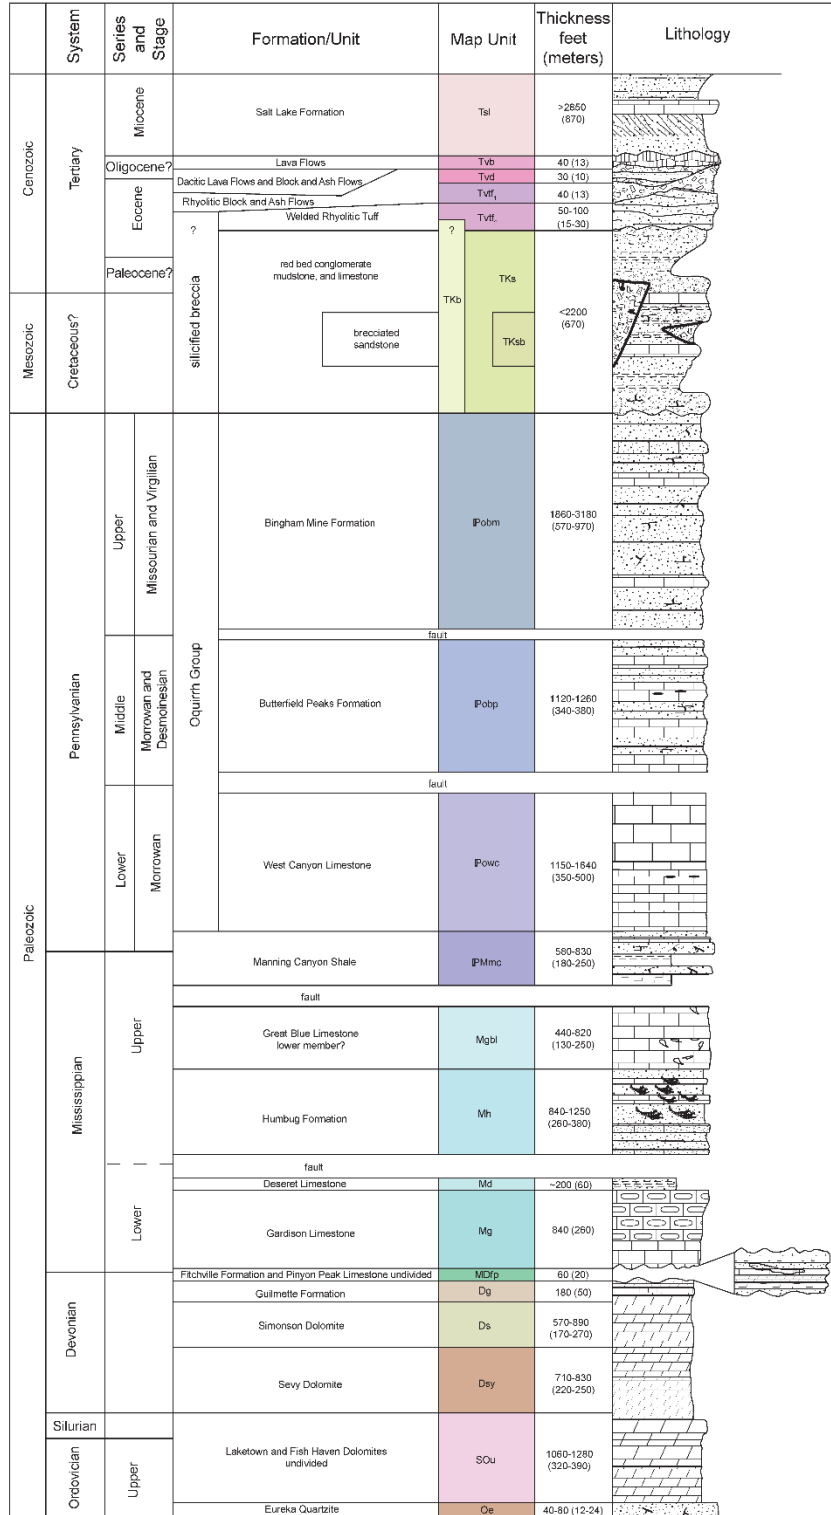 System
Series
and
Stage
Formation/Unit
Map Unit
Thickness
feet
(meters)
Lithology
Cenozoic
Tertiary
Miocene
Salt Lake Formation
Tsl
>2850
(870)
Oligocene?
Lava Flows
Tvb
40 (13)
Eocene
Dacitic Lava Flows and Block and Ash Flows
Tvd
30 (10)
Rhyolitic Block and Ash Flows
Tvtf1
40 (13)
?
Welded Rhyolitic Tuff
Tvtf
50-100
(15-30)
Paleocene?
silicified breccia
red bed conglomerate
mudstone, and limestone
?
TKb
TKs
<2200
(670)
Mesozoic
Cretaceous?
brecciated
sandstone
TKsb
Paleozoic
Pennsylvanian
Upper
Missourian and Virgilian
Oquirrh Group
Bingham Mine Formation
IPobm
1860-3180
(570-970)
fault
Middle
Morrowan and
Desmoinesian
Butterfield Peaks Formation
IPobp
1120-1260
(340-380)
fault
Lower
Morrowan
West Canyon Limestone
IPowc
1150-1640
(350-500)
Manning Canyon Shale
IPMmc
580-830
(180-250)
fault
Mississippian
Upper
Great Blue Limestone
lower member?
Mgbl
440-820
(130-250)
Humbug Formation
Mh
840-1250
(260-380)
fault
Lower
Deseret Limestone
Md
~200 (60)
Gardison Limestone
Mg
840 (260)
Fitchville Formation and Pinyon Peak Limestone undivided
MDfp
60 (20)
Devonian
Guilmette Formation
Dg
180 (50)
Simonson Dolomite
Ds
570-890
(170-270)
Sevy Dolomite
Dsy
710-830
(220-250)
Silurian
Ordovician
Upper
Laketown and Fish Haven Dolomites
undivided
SOu
1060-1280
(320-390)
Eureka Quartzite
Oe
40-80 (12-24)